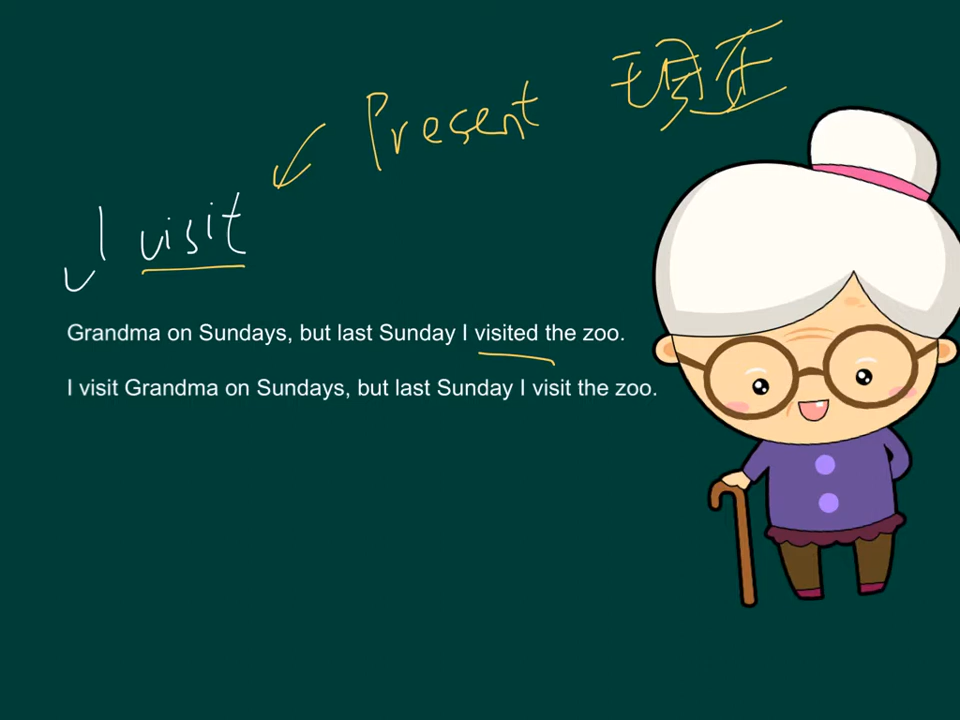 Present 現在
I visit
Grandma on Sundays, but last Sunday I visited the zoo.
I visit Grandma on Sundays, but last Sunday I visit the zoo.